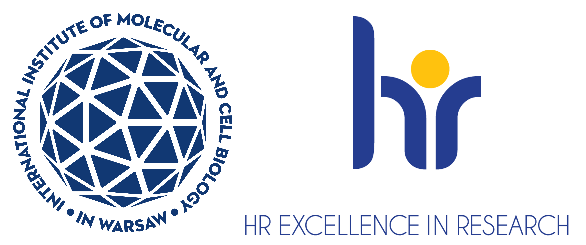 INTERNATIONAL INSTITUTE OF MOLECULAR AND CELL BIOLOGY
• IN WARSAW •
hr
HR EXCELLENCE IN RESEARCH